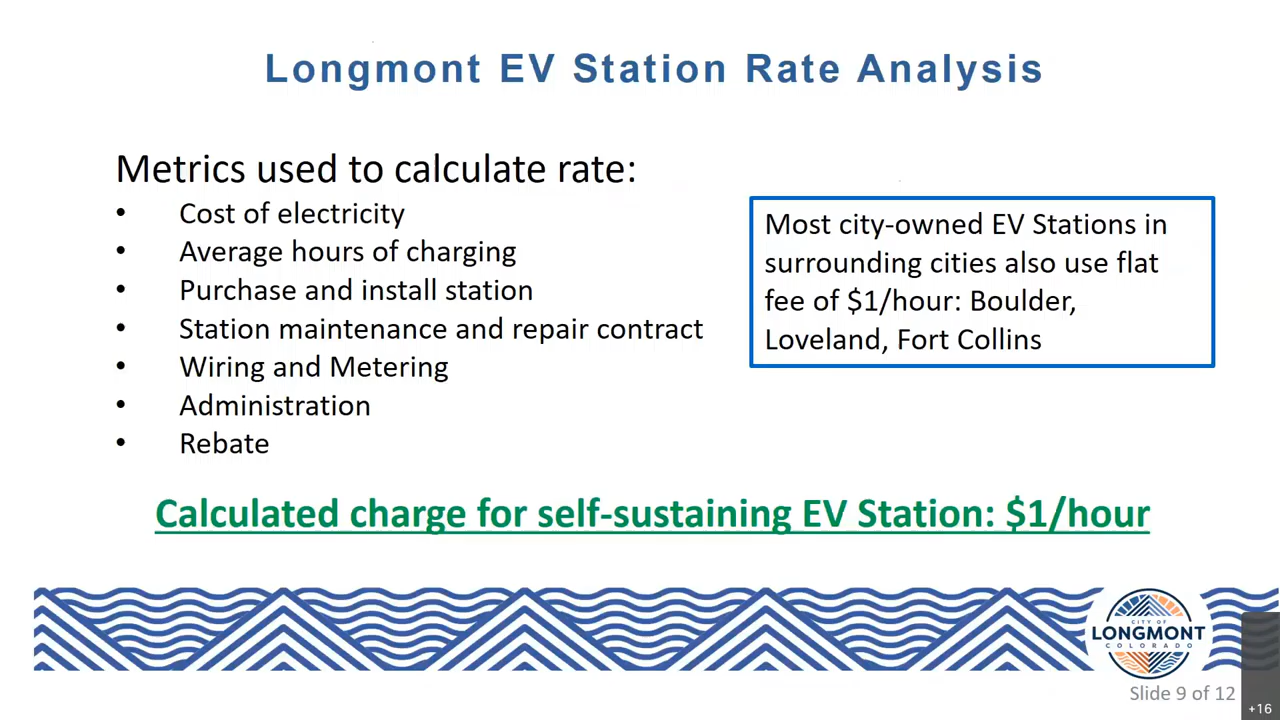 Longmont EV Station Rate Analysis
Metrics used to calculate rate:
• Cost of electricity
• Average hours of charging
• Purchase and install station
• Station maintenance and repair contract
• Wiring and Metering
• Administration
• Rebate
Most city-owned EV Stations in
surrounding cities also use flat
fee of $1/hour: Boulder,
Loveland, Fort Collins
Calculated charge for self-sustaining EV Station: $1/hour
CITY OF
LONGMONT
COLORADO
Slide 9 of 12
+16